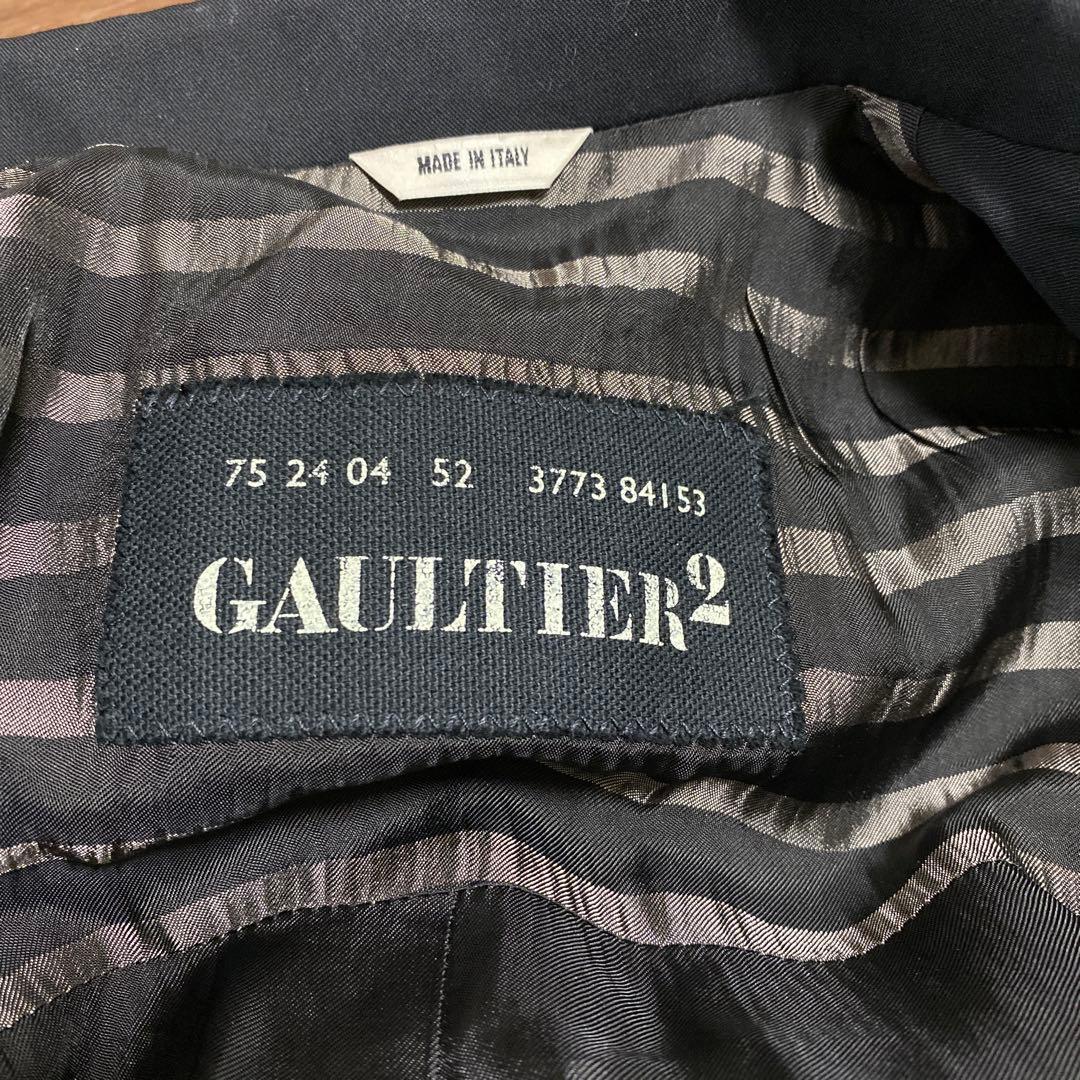 MADE IN ITALY
75 24 04 52 3773 84153
GAULTIER²